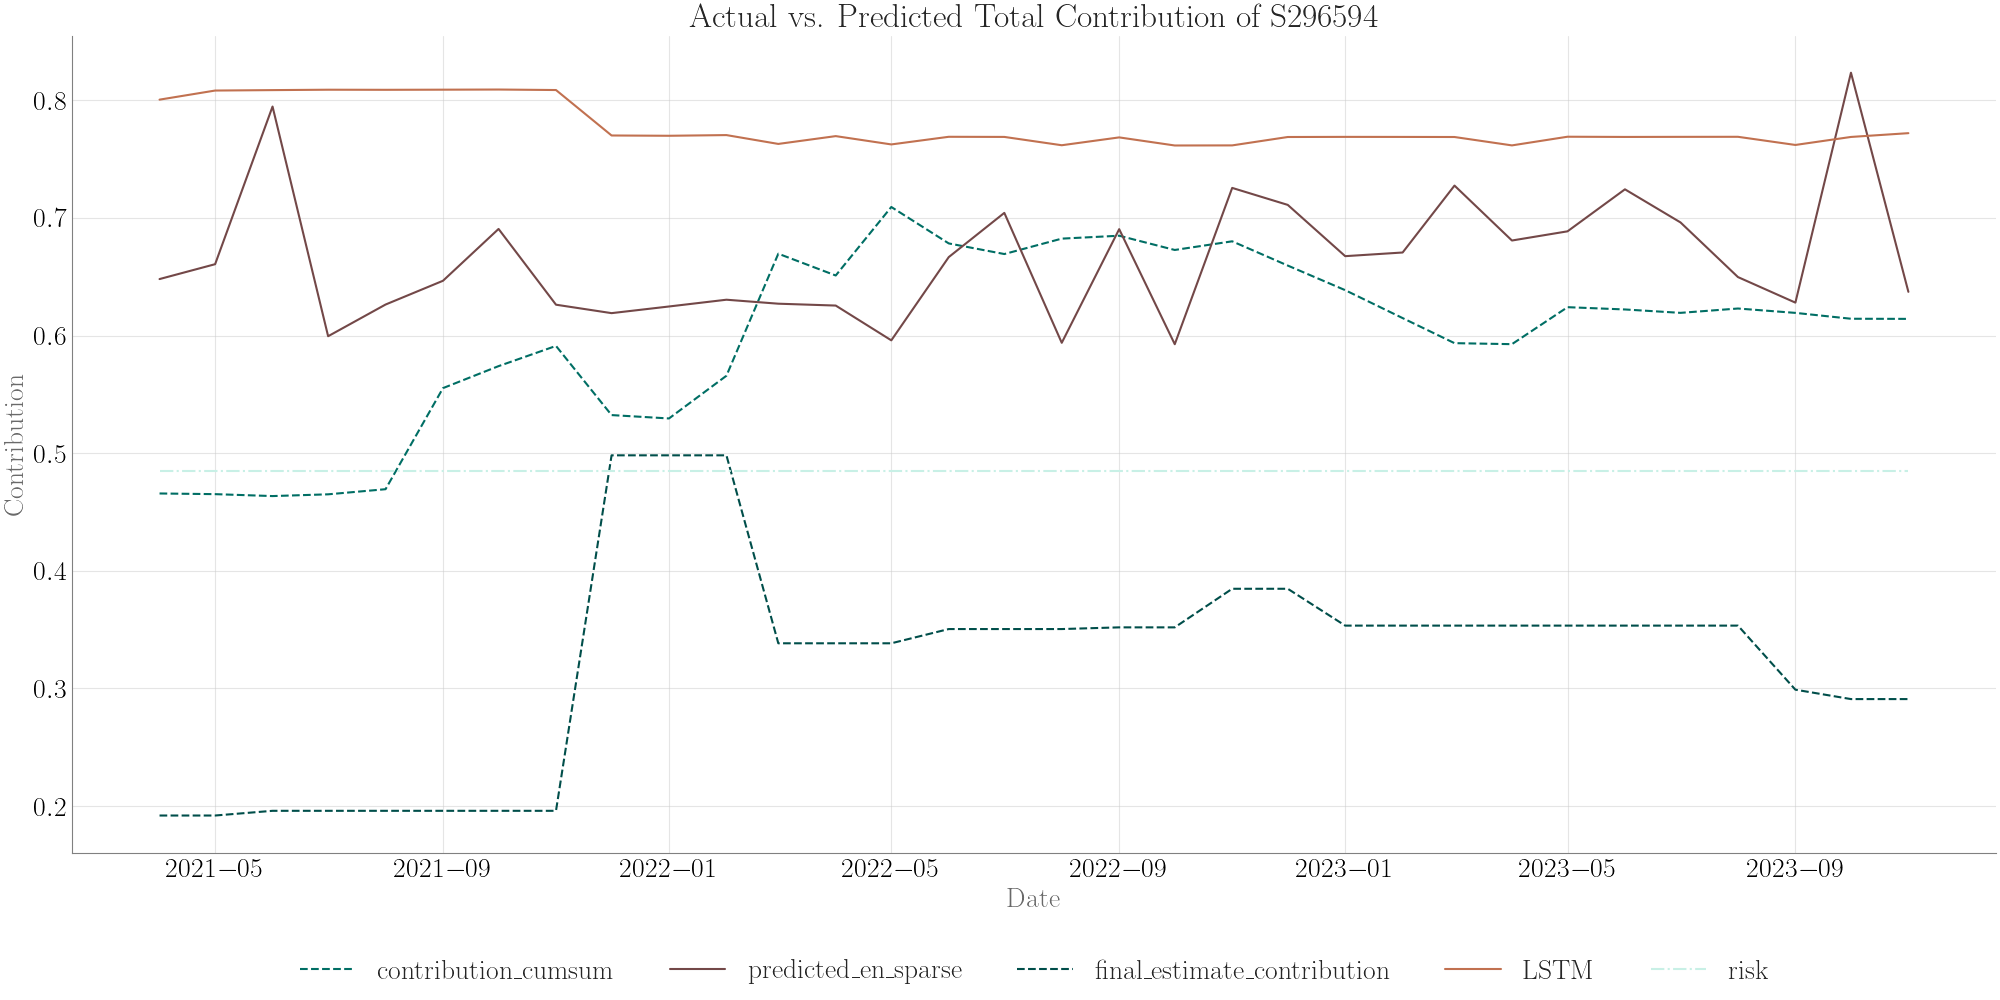 Actual vs. Predicted Total Contribution of S296594
Contribution
0.8
0.7
0.6
0.5
0.4
0.3
0.2
2021−05 2021−09 2022−01 2022−05 2022−09 2023−01 2023−05 2023−09
Date
contribution_cumsum predicted_en_sparse final_estimate_contribution LSTM risk